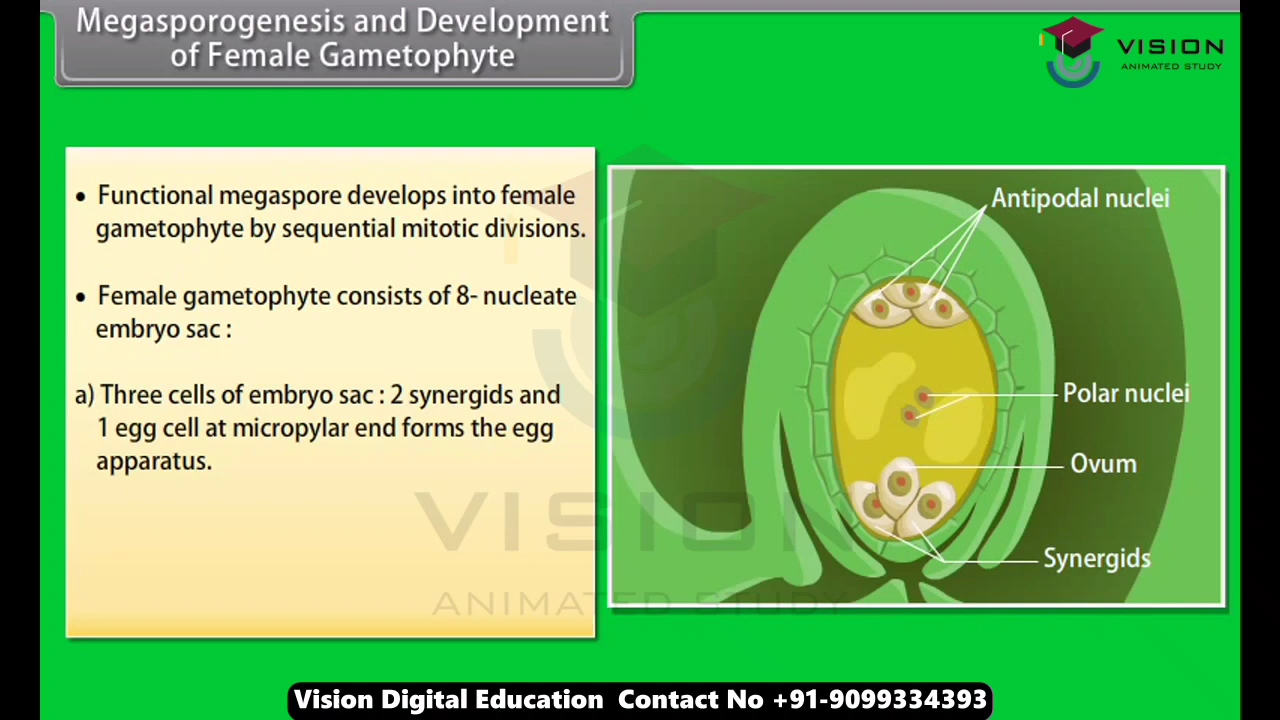 Megasporogenesis and Development
of Female Gametophyte
VISION
ANIMATED STUDY
• Functional megaspore develops into female
gametophyte by sequential mitotic divisions.
• Female gametophyte consists of 8- nucleate
embryo sac :
a) Three cells of embryo sac : 2 synergids and
1 egg cell at micropylar end forms the egg
apparatus.
Antipodal nuclei
Polar nuclei
Ovum
Synergids
VISION
ANIMATED STUDY
Vision Digital Education Contact No +91-9099334393